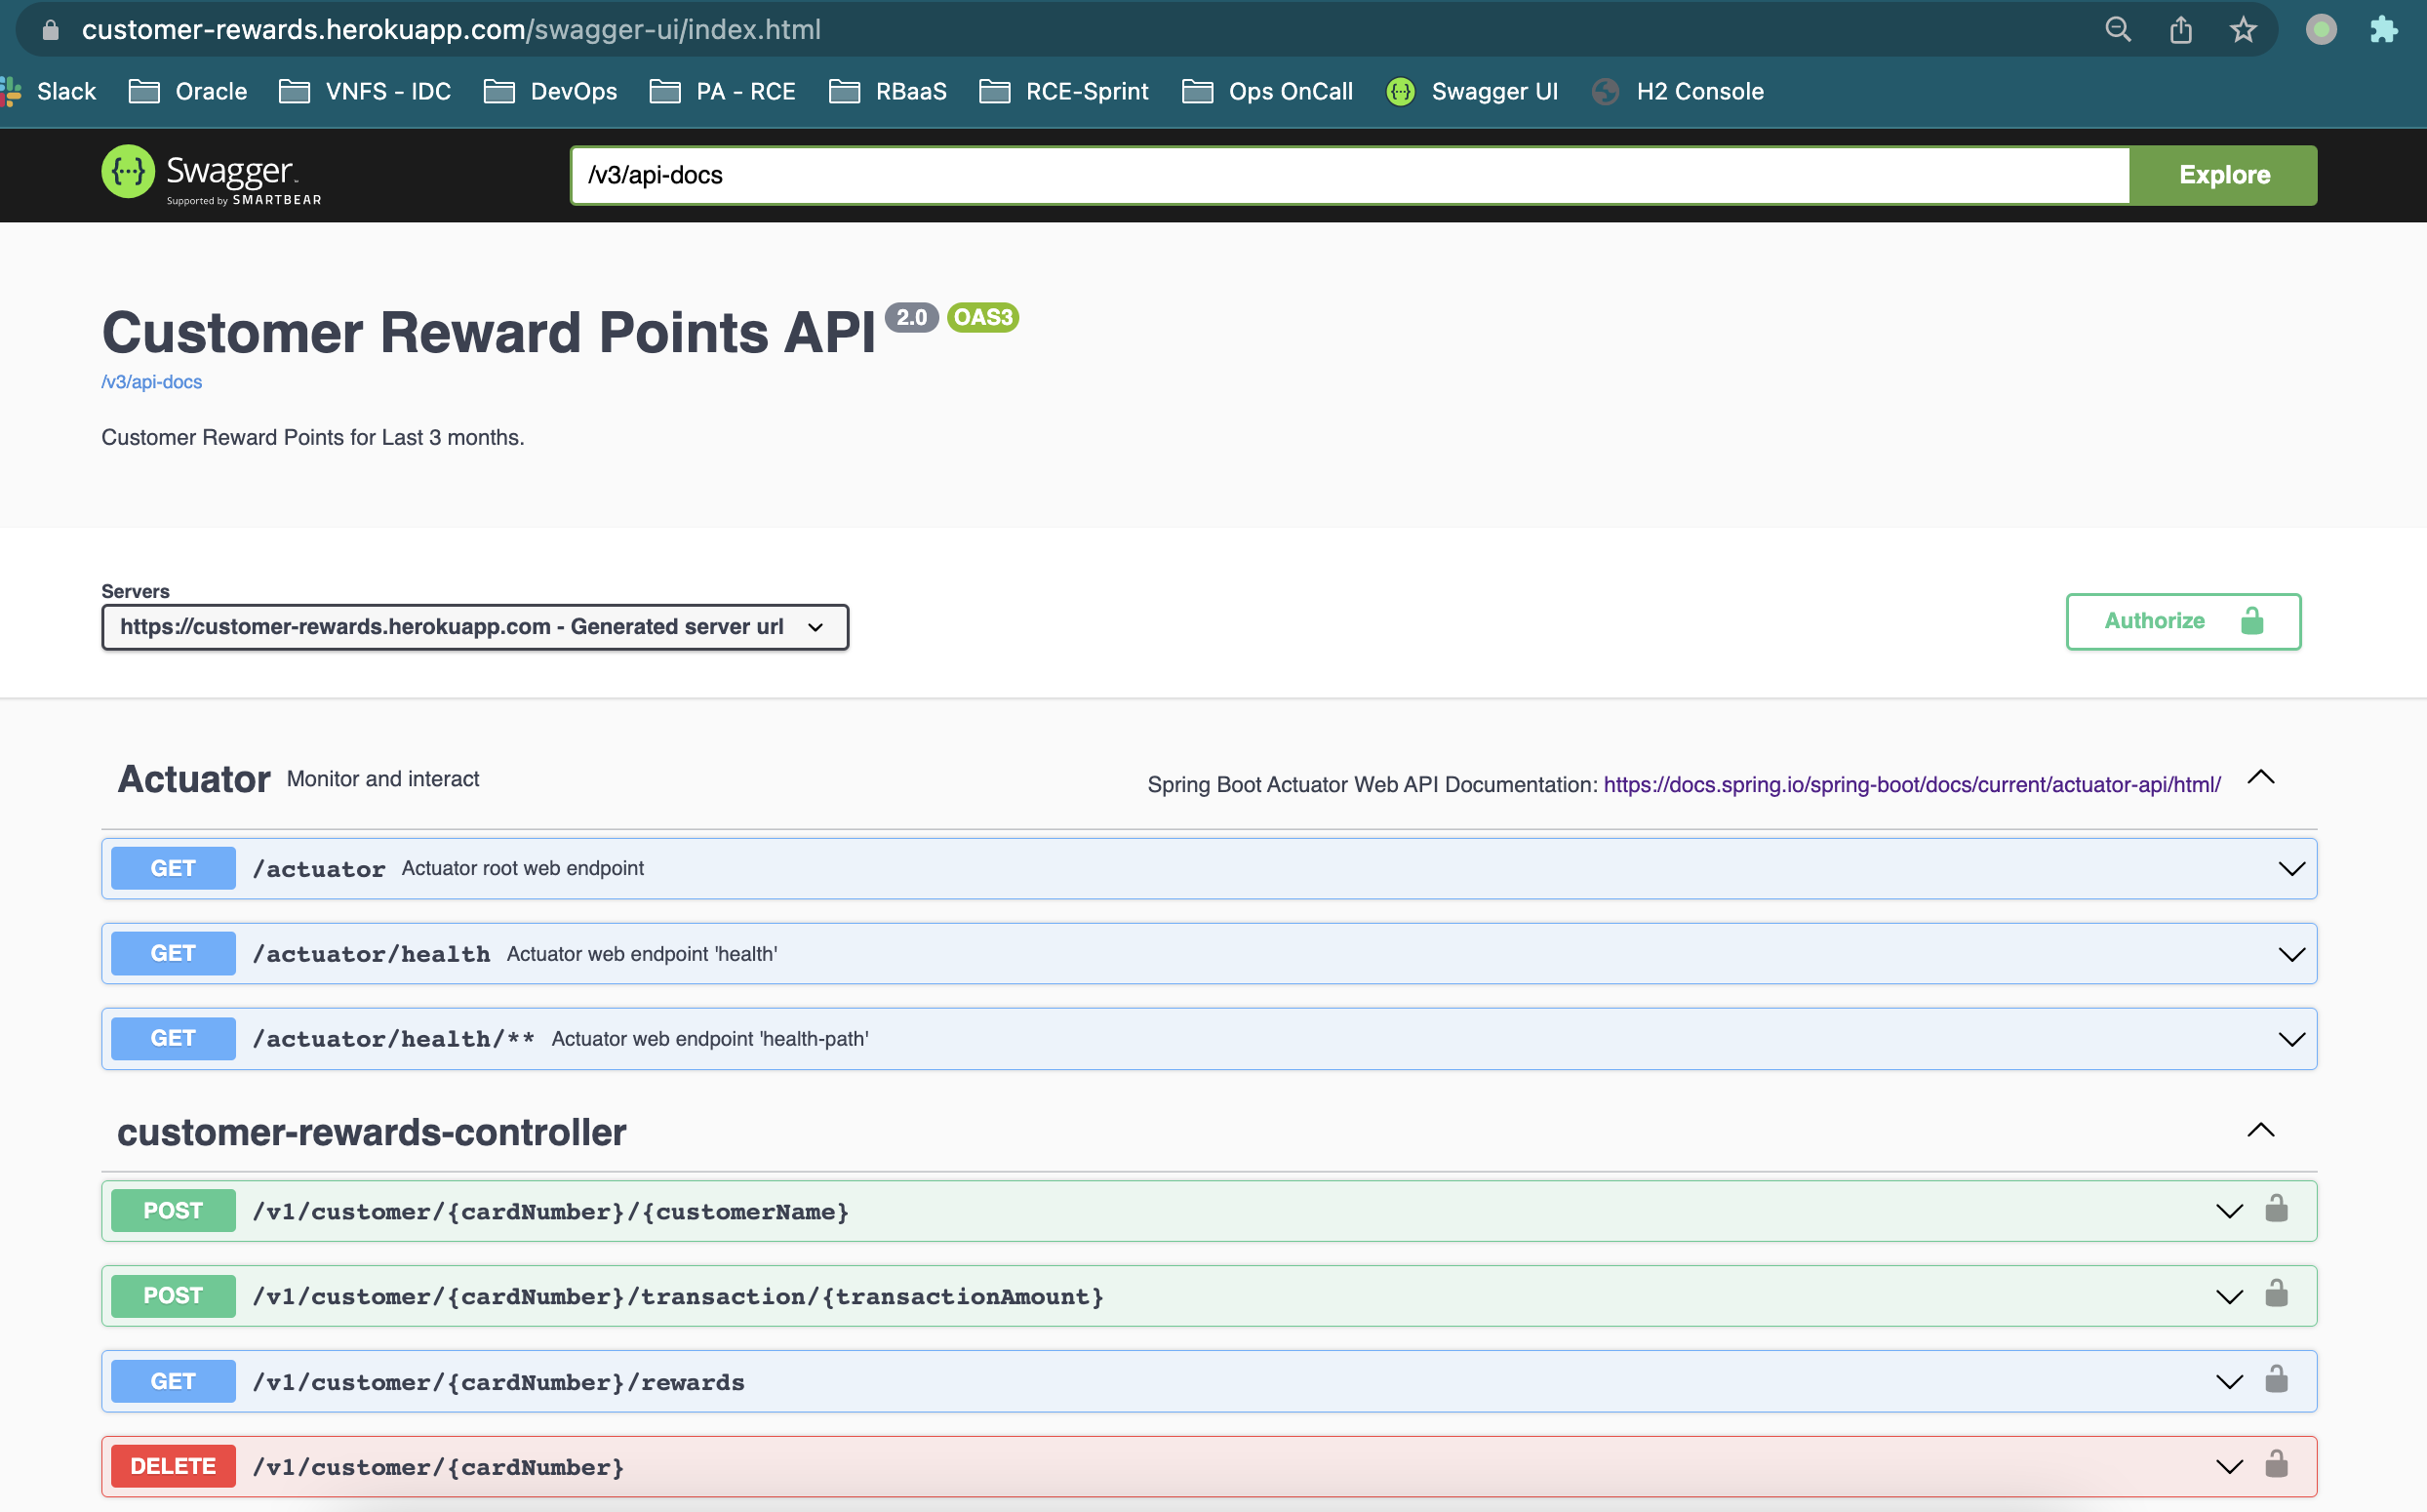 customer-rewards.herokuapp.com/swagger-ui/index.html
Slack Oracle VNFS - IDC DevOps PA - RCE RBaaS RCE-Sprint Ops OnCall Swagger UI H2 Console
Swagger™ /v3/api-docs Explore
Supported by SMARTBEAR
Customer Reward Points API 2.0 OAS3
/v3/api-docs
Customer Reward Points for Last 3 months.
Servers
https://customer-rewards.herokuapp.com - Generated server url
Authorize
Actuator Monitor and interact Spring Boot Actuator Web API Documentation: https://docs.spring.io/spring-boot/docs/current/actuator-api/html/
GET /actuator Actuator root web endpoint
GET /actuator/health Actuator web endpoint 'health'
GET /actuator/health/** Actuator web endpoint 'health-path'
customer-rewards-controller
POST /v1/customer/{cardNumber}/{customerName}
POST /v1/customer/{cardNumber}/transaction/{transactionAmount}
GET /v1/customer/{cardNumber}/rewards
DELETE /v1/customer/{cardNumber}